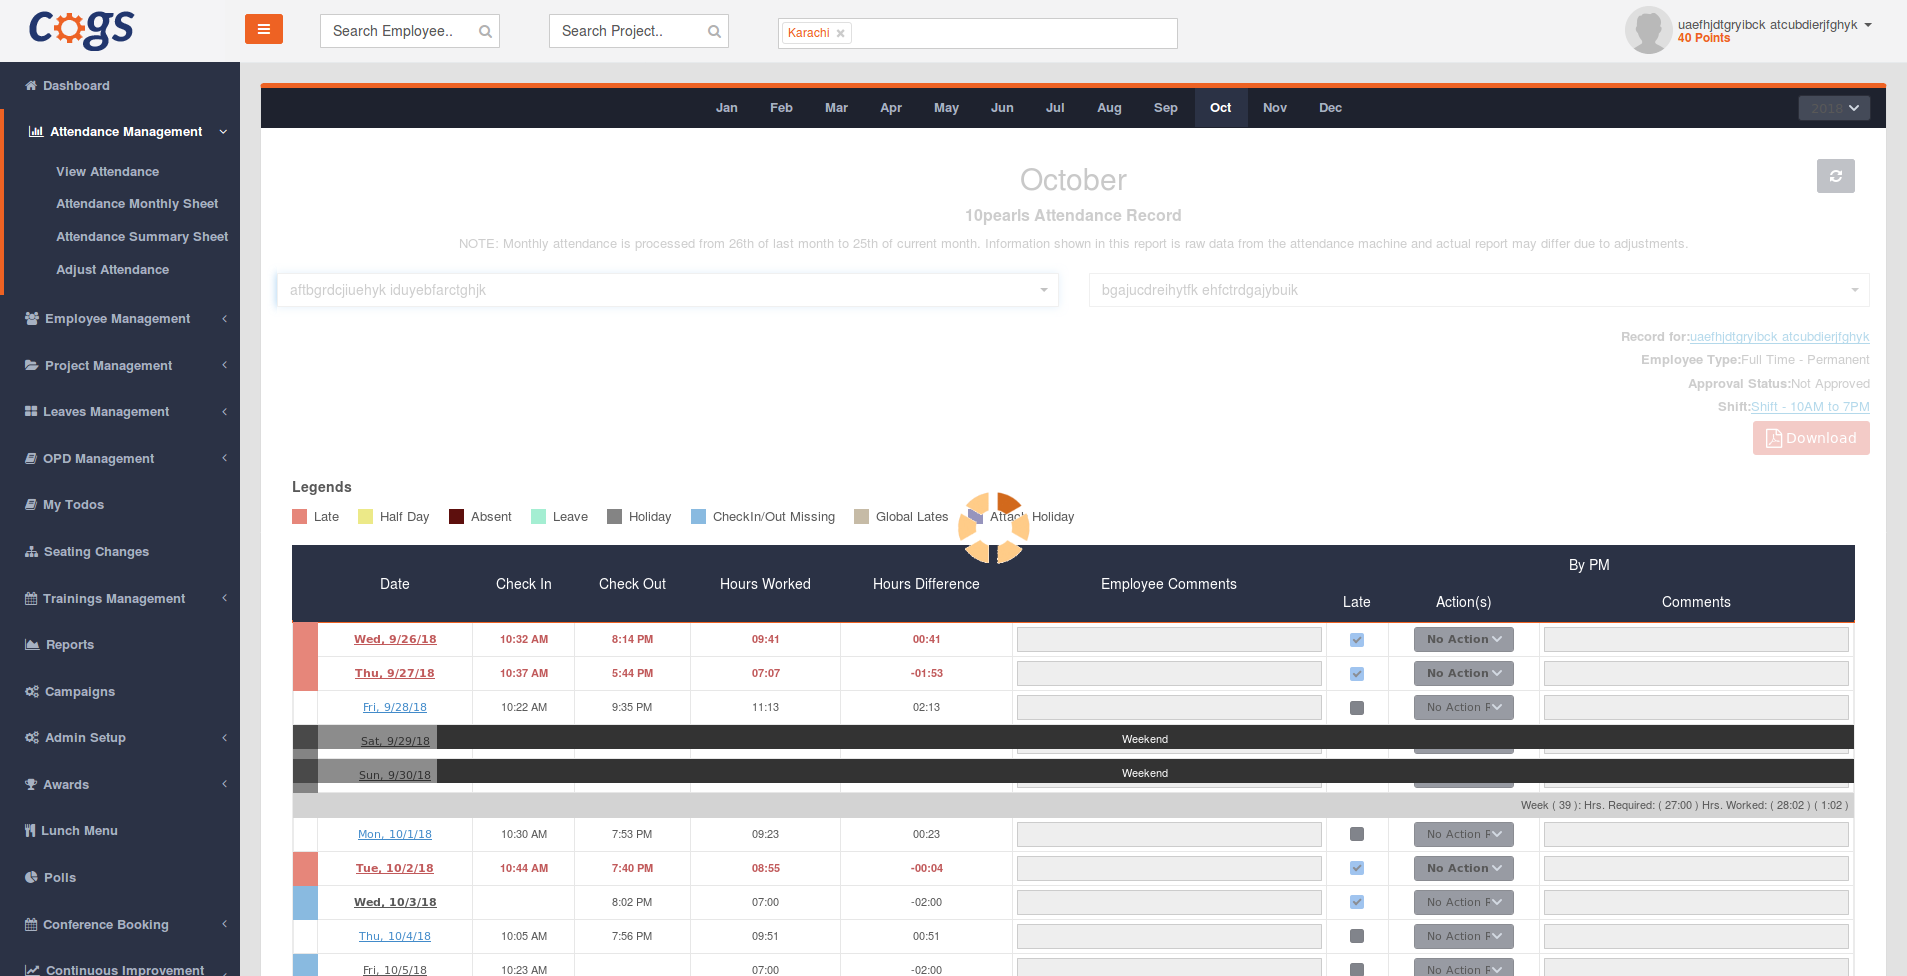 cogs
Search Employee..
Search Project..
Karachi ×
uaefhjdtgryibck atcubdierjfghyk
40 Points
Dashboard
Attendance Management
View Attendance
Attendance Monthly Sheet
Attendance Summary Sheet
Adjust Attendance
Employee Management
Project Management
Leaves Management
OPD Management
My Todos
Seating Changes
Trainings Management
Reports
Campaigns
Admin Setup
Awards
Lunch Menu
Polls
Conference Booking
Continuous Improvement
Jan Feb Mar Apr May Jun Jul Aug Sep Oct Nov Dec 2018
October
10pearls Attendance Record
NOTE: Monthly attendance is processed from 26th of last month to 25th of current month. Information shown in this report is raw data from the attendance machine and actual report may differ due to adjustments.
aftbgrdcjiuehyk iduyebfarctghjk
bgajucdreihytfk ehfctrdgajybuik
Record for:uaefhjdtgryibck atcubdierjfghyk
Employee Type:Full Time - Permanent
Approval Status:Not Approved
Shift:Shift - 10AM to 7PM
Download
Legends
Late Half Day Absent Leave Holiday CheckIn/Out Missing Global Lates Attach Holiday
By PM
Date Check In Check Out Hours Worked Hours Difference Employee Comments
Late Action(s) Comments
Wed, 9/26/18 10:32 AM 8:14 PM 09:41 00:41 No Action
Thu, 9/27/18 10:37 AM 5:44 PM 07:07 -01:53 No Action
Fri, 9/28/18 10:22 AM 9:35 PM 11:13 02:13 No Action
Sat, 9/29/18 Weekend
Sun, 9/30/18 Weekend
Week ( 39 ): Hrs. Required: ( 27:00 ) Hrs. Worked: ( 28:02 ) ( 1:02 )
Mon, 10/1/18 10:30 AM 7:53 PM 09:23 00:23 No Action
Tue, 10/2/18 10:44 AM 7:40 PM 08:55 -00:04 No Action
Wed, 10/3/18 8:02 PM 07:00 -02:00 No Action
Thu, 10/4/18 10:05 AM 7:56 PM 09:51 00:51 No Action
Fri, 10/5/18 10:23 AM 07:00 -02:00 No Action